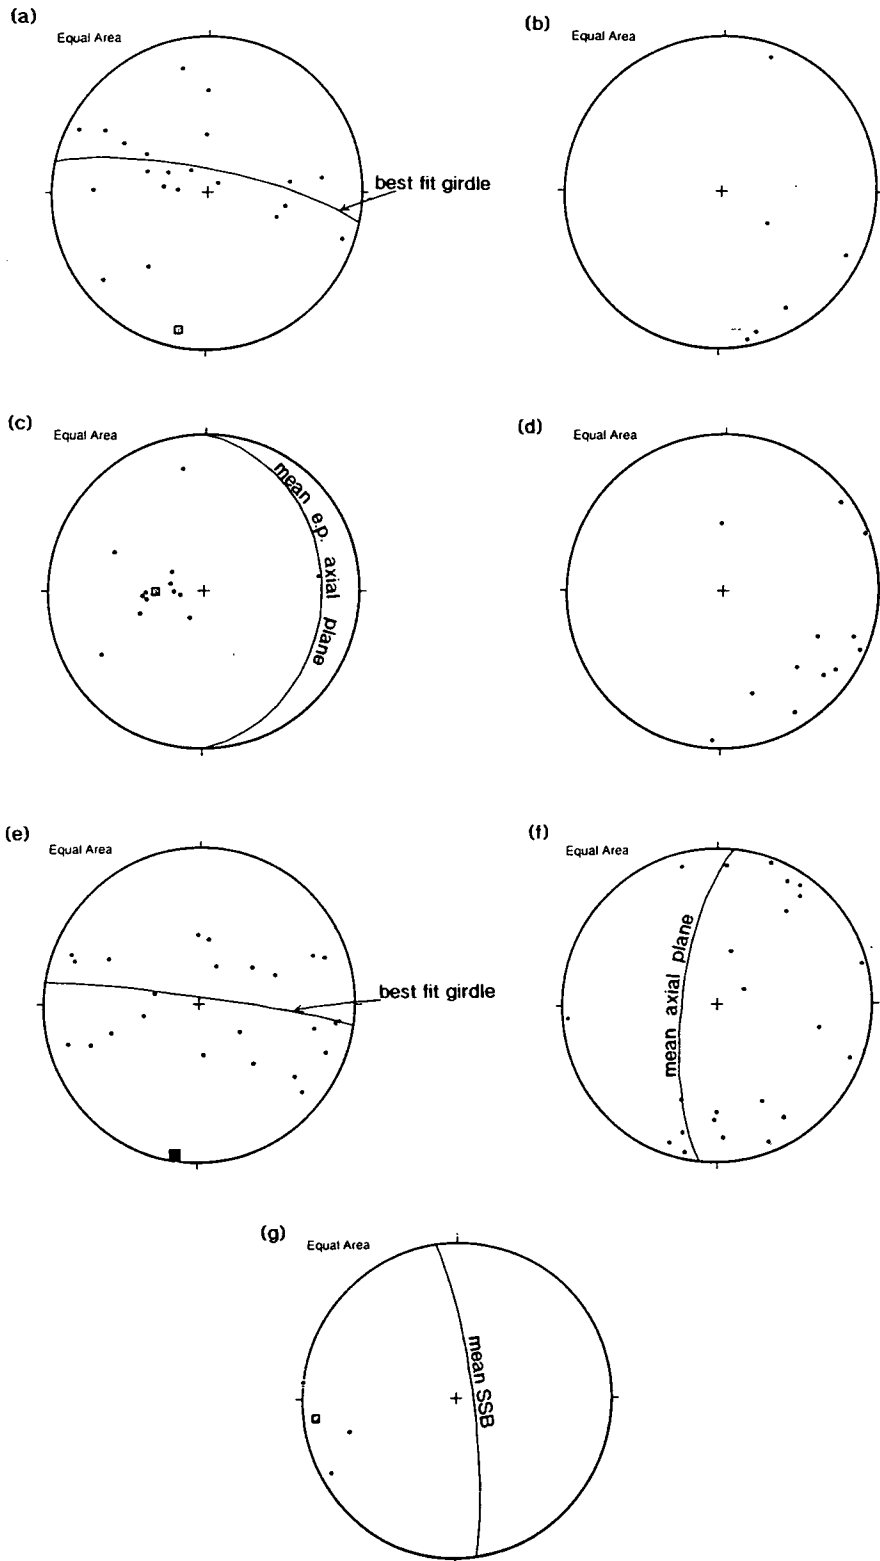 (a)
Equal Area
best fit girdle
(b)
Equal Area
(c)
Equal Area
mean e.p. axial plane
(d)
Equal Area
(e)
Equal Area
best fit girdle
(f)
Equal Area
mean axial plane
(g)
Equal Area
mean SSB